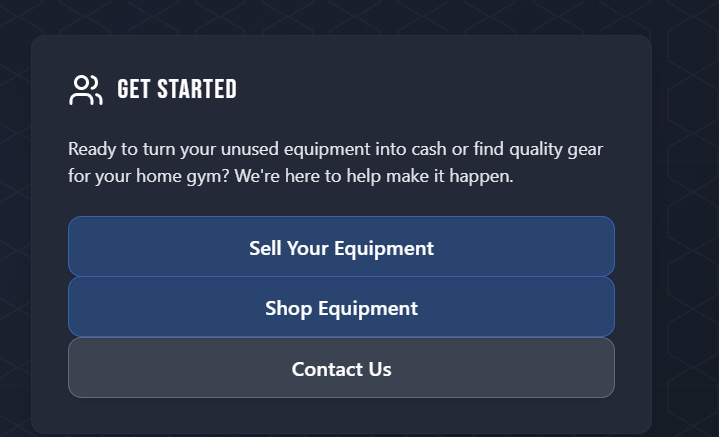 GET STARTED
Ready to turn your unused equipment into cash or find quality gear
for your home gym? We're here to help make it happen.
Sell Your Equipment
Shop Equipment
Contact Us